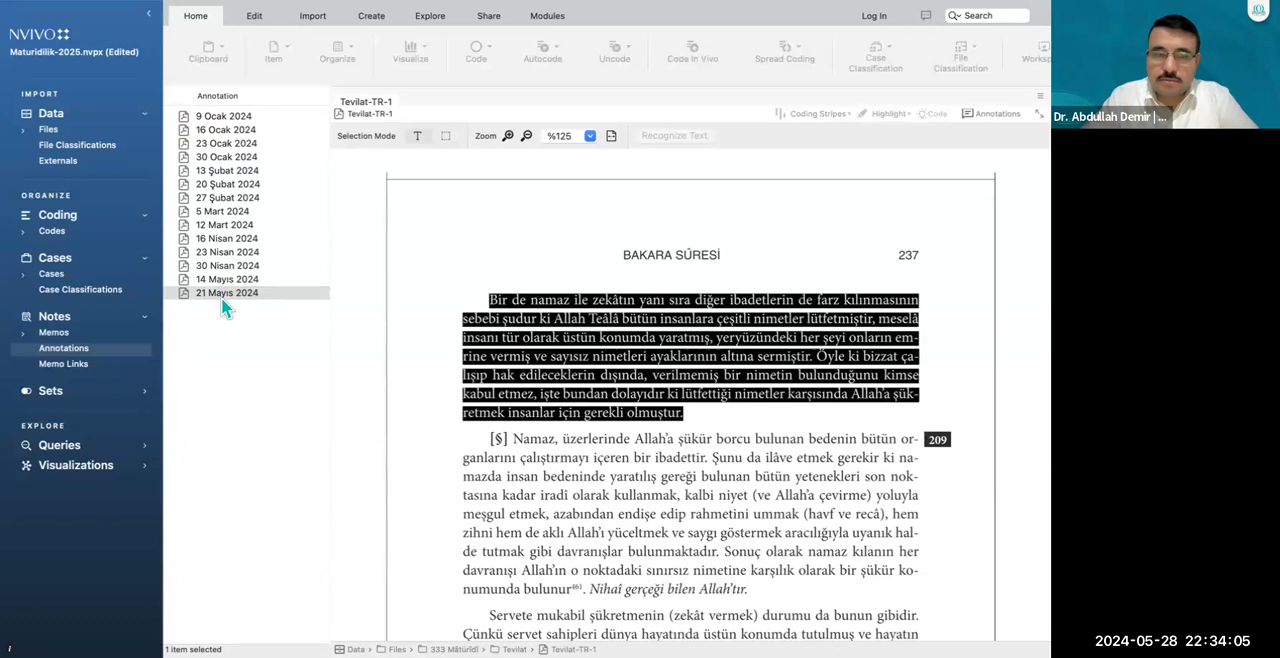 Home Edit Import Create Explore Share Modules Log In Search
NVIVO
Maturidilik-2025.nvpx (Edited)
Clipboard Item Organize Visualize Code Autocode Uncode Code In Vivo Spread Coding Case Classification File Classification Worksp
IMPORT
Data
Files
File Classifications
Externals
ORGANIZE
Coding
Codes
Cases
Cases
Case Classifications
Notes
Memos
Annotations
Memo Links
Sets
EXPLORE
Queries
Visualizations
Annotation
9 Ocak 2024
16 Ocak 2024
23 Ocak 2024
30 Ocak 2024
13 Şubat 2024
20 Şubat 2024
27 Şubat 2024
5 Mart 2024
12 Mart 2024
16 Nisan 2024
23 Nisan 2024
30 Nisan 2024
14 Mayıs 2024
21 Mayıs 2024
1 item selected
Tevilat-TR-1
Tevilat-TR-1 Coding Stripes Highlight Code Annotations
Selection Mode T Zoom %125 Recognize Text
BAKARA SÛRESİ 237
Bir de namaz ile zekâtın yanı sıra diğer ibadetlerin de farz kılınmasının
sebebi şudur ki Allah Teâlâ bütün insanlara çeşitli nimetler lütfetmiştir, meselâ
insanı tür olarak üstün konumda yaratmış, yeryüzündeki her şeyi onların em-
rine vermiş ve sayısız nimetleri ayaklarının altına sermiştir. Öyle ki bizzat ça-
lışıp hak edileceklerin dışında, verilmemiş bir nimetin bulunduğunu kimse
kabul etmez, işte bundan dolayıdır ki lütfettiği nimetler karşısında Allah'a şük-
retmek insanlar için gerekli olmuştur.
[§] Namaz, üzerlerinde Allah'a şükür borcu bulunan bedenin bütün or- 209
ganlarını çalıştırmayı içeren bir ibadettir. Şunu da ilâve etmek gerekir ki na-
mazda insan bedeninde yaratılış gereği bulunan bütün yetenekleri son nok-
tasına kadar iradî olarak kullanmak, kalbi niyet (ve Allah'a çevirme) yoluyla
meşgul etmek, azabından endişe edip rahmetini ummak (havf ve recâ), hem
zihni hem de aklı Allah'ı yüceltmek ve saygı göstermek aracılığıyla uyanık hal-
de tutmak gibi davranışlar bulunmaktadır. Sonuç olarak namaz kılanın her
davranışı Allah'ın o noktadaki sınırsız nimetine karşılık olarak bir şükür ko-
numunda bulunur⁴⁶¹. Nihaî gerçeği bilen Allah'tır.
Servete mukabil şükretmenin (zekât vermek) durumu da bunun gibidir.
Çünkü servet sahipleri dünya hayatında üstün konumda tutulmuş ve hayatın
Data Files 333 Mâtürîdî Tevilat Tevilat-TR-1
Dr. Abdullah Demir | ...
2024-05-28 22:34:05